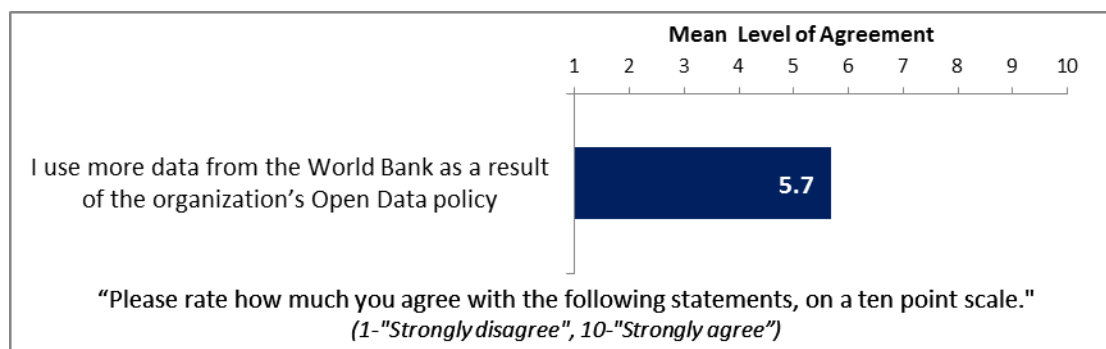 Mean Level of Agreement
1 2 3 4 5 6 7 8 9 10
I use more data from the World Bank as a result
of the organization’s Open Data policy
5.7
“Please rate how much you agree with the following statements, on a ten point scale."
(1-"Strongly disagree", 10-"Strongly agree”)